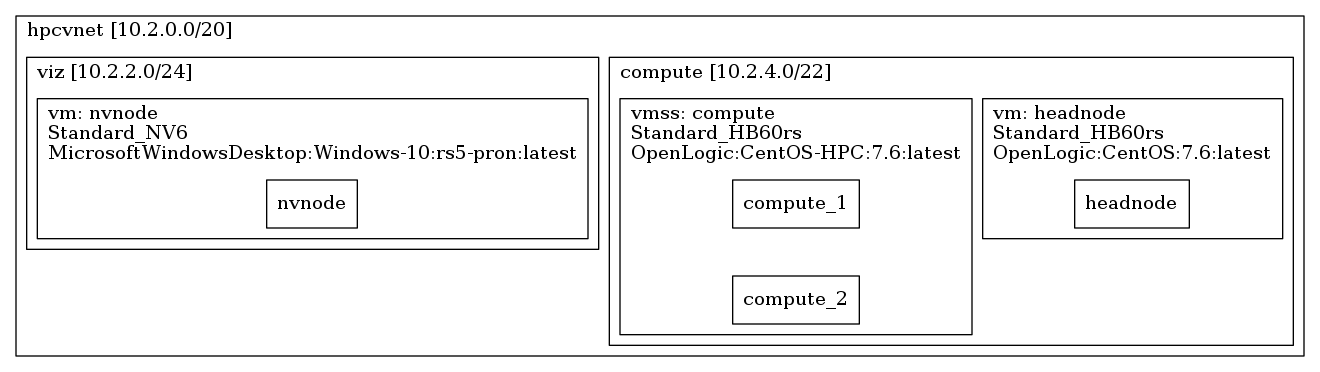 hpcvnet [10.2.0.0/20]
viz [10.2.2.0/24]
vm: nvnode
Standard_NV6
MicrosoftWindowsDesktop:Windows-10:rs5-pron:latest
nvnode
compute [10.2.4.0/22]
vmss: compute
Standard_HB60rs
OpenLogic:CentOS-HPC:7.6:latest
compute_1
compute_2
vm: headnode
Standard_HB60rs
OpenLogic:CentOS:7.6:latest
headnode